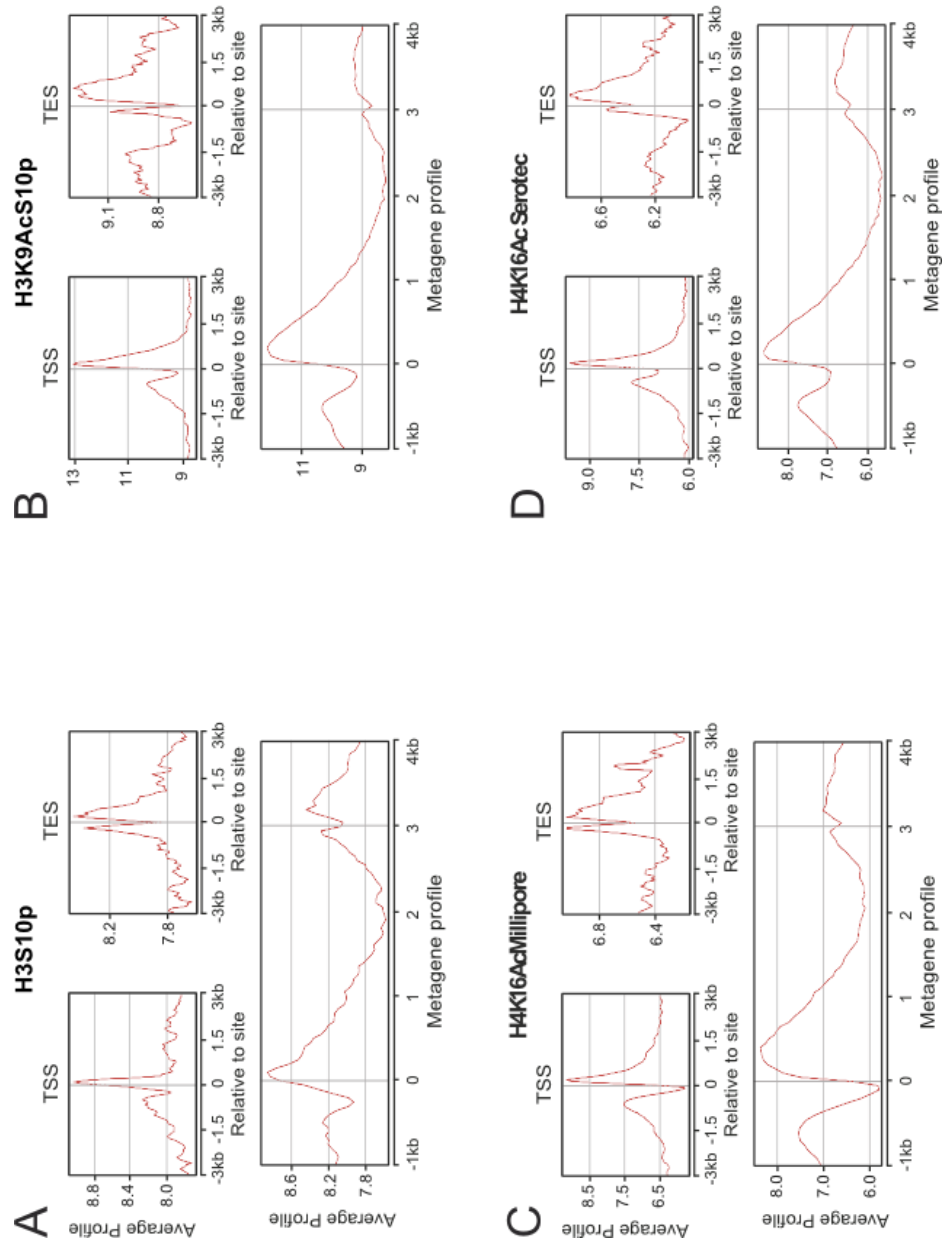 A
H3S10p
TSS
TES
Average Profile
8.8
8.4
8.0
8.2
7.8
-3kb -1.5 0 1.5 3kb
-3kb -1.5 0 1.5 3kb
Relative to site
Relative to site
8.6
8.2
7.8
-1kb 0 1 2 3 4kb
Metagene profile
B
H3K9AcS10p
TSS
TES
13
11
9
9.1
8.8
-3kb -1.5 0 1.5 3kb
-3kb -1.5 0 1.5 3kb
Relative to site
Relative to site
11
9
-1kb 0 1 2 3 4kb
Metagene profile
C
H4K16AcMillipore
TSS
TES
Average Profile
8.5
7.5
6.5
6.8
6.4
-3kb -1.5 0 1.5 3kb
-3kb -1.5 0 1.5 3kb
Relative to site
Relative to site
Average Profile
8.0
7.0
6.0
-1kb 0 1 2 3 4kb
Metagene profile
D
H4K16Ac Serotec
TSS
TES
9.0
7.5
6.0
6.6
6.2
-3kb -1.5 0 1.5 3kb
-3kb -1.5 0 1.5 3kb
Relative to site
Relative to site
8.0
7.0
6.0
-1kb 0 1 2 3 4kb
Metagene profile
Average Profile